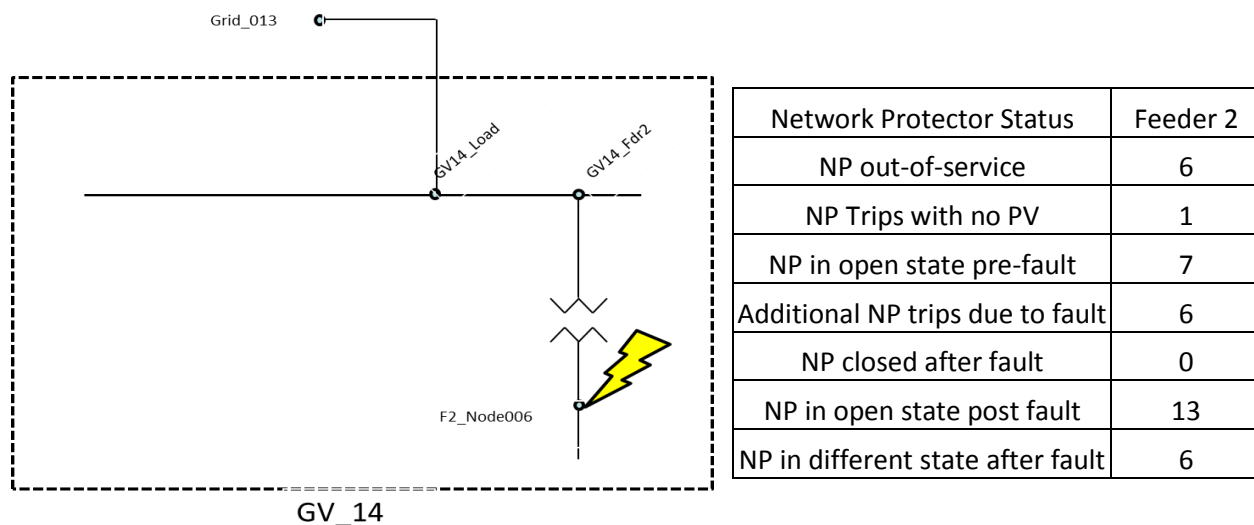 Grid_013
GV14_Load
GV14_Fdr2
F2_Node006
GV_14
Network Protector Status Feeder 2
NP out-of-service 6
NP Trips with no PV 1
NP in open state pre-fault 7
Additional NP trips due to fault 6
NP closed after fault 0
NP in open state post fault 13
NP in different state after fault 6